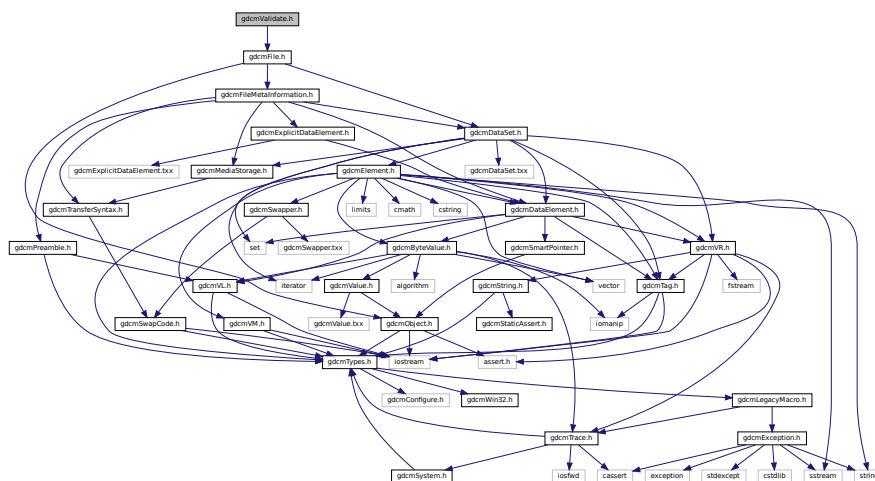 gdcmValidate.h
gdcmFile.h
gdcmFileMetaInformation.h
gdcmExplicitDataElement.h
gdcmDataSet.h
gdcmExplicitDataElement.txx
gdcmMediaStorage.h
gdcmElement.h
gdcmDataSet.txx
gdcmTransferSyntax.h
gdcmSwapper.h
limits
cmath
cstring
gdcmDataElement.h
gdcmPreamble.h
set
gdcmSwapper.txx
gdcmByteValue.h
gdcmSmartPointer.h
gdcmVR.h
gdcmVL.h
iterator
gdcmValue.h
algorithm
gdcmString.h
vector
gdcmTag.h
fstream
gdcmSwapCode.h
gdcmVM.h
gdcmValue.txx
gdcmObject.h
gdcmStaticAssert.h
iomanip
gdcmTypes.h
iostream
assert.h
gdcmConfigure.h
gdcmWin32.h
gdcmLegacyMacro.h
gdcmTrace.h
gdcmException.h
gdcmSystem.h
iosfwd
cassert
exception
stdexcept
cstdlib
sstream
string